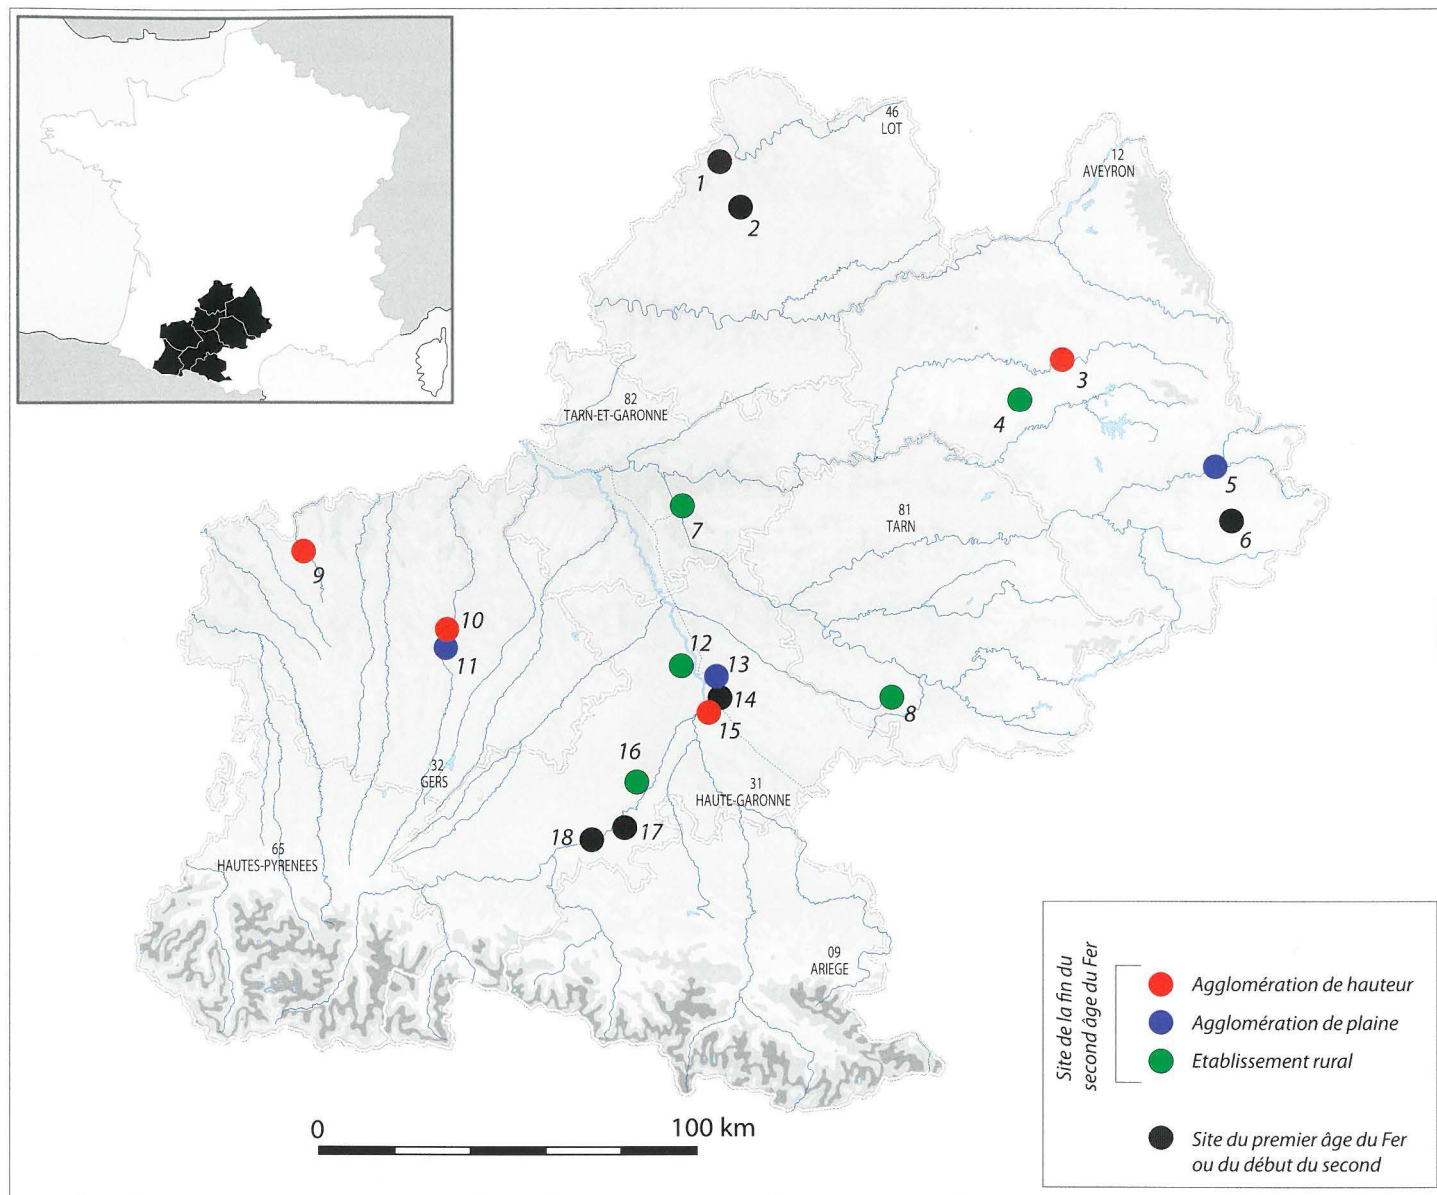 46
LOT
12
AVEYRON
1
2
3
4
82
TARN-ET-GARONNE
5
6
7
81
TARN
9
10
11
12
13
14
15
8
16
32
GERS
31
HAUTE-GARONNE
17
18
65
HAUTES-PYRENEES
09
ARIEGE
Site de la fin du
second âge du Fer
Agglomération de hauteur
Agglomération de plaine
Etablissement rural
Site du premier âge du Fer
ou du début du second
0
100 km